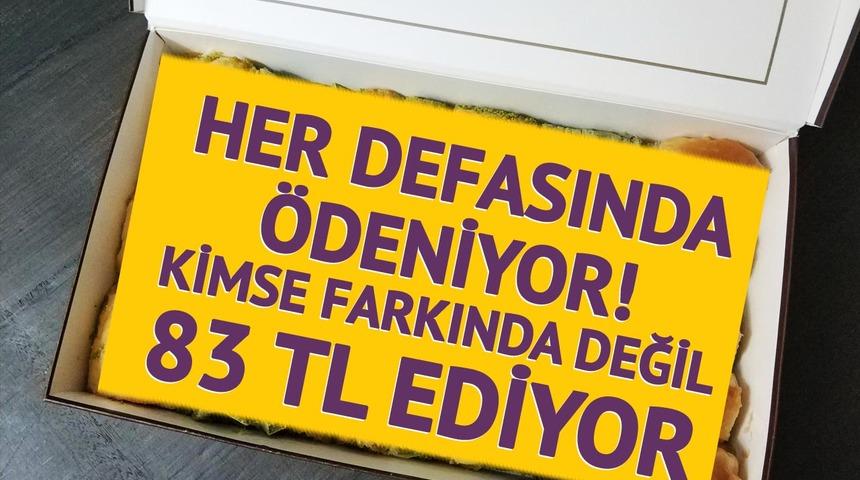 HER DEFASINDA
ÖDENİYOR!
KİMSE FARKINDA DEĞİL
83 TL EDİYOR